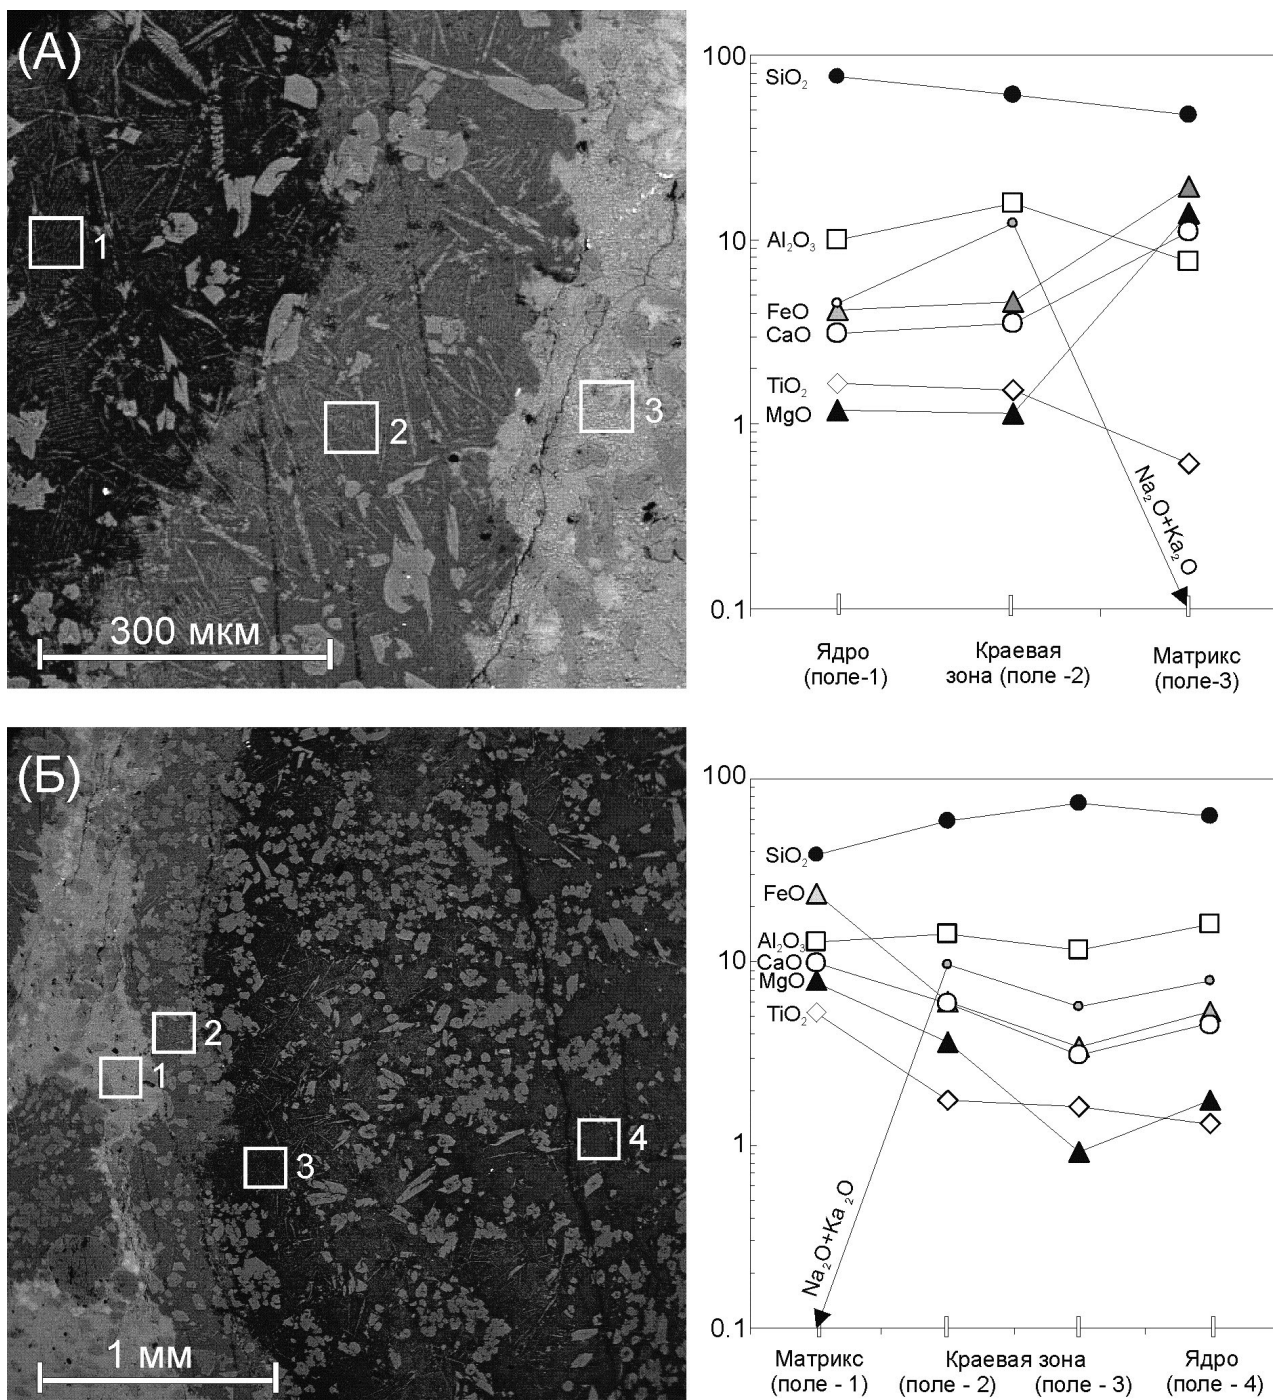 (А)
1
2
3
300 мкм
100
10
1
0.1
SiO₂
Al₂O₃
FeO
CaO
TiO₂
MgO
Na₂O+Ka₂O
Ядро
(поле-1)
Краевая
зона (поле -2)
Матрикс
(поле-3)
(Б)
1
2
3
4
1 мм
100
10
1
0.1
SiO₂
FeO
Al₂O₃
CaO
MgO
TiO₂
Na₂O+Ka₂O
Матрикс
(поле - 1)
Краевая зона
(поле - 2) (поле - 3)
Ядро
(поле - 4)